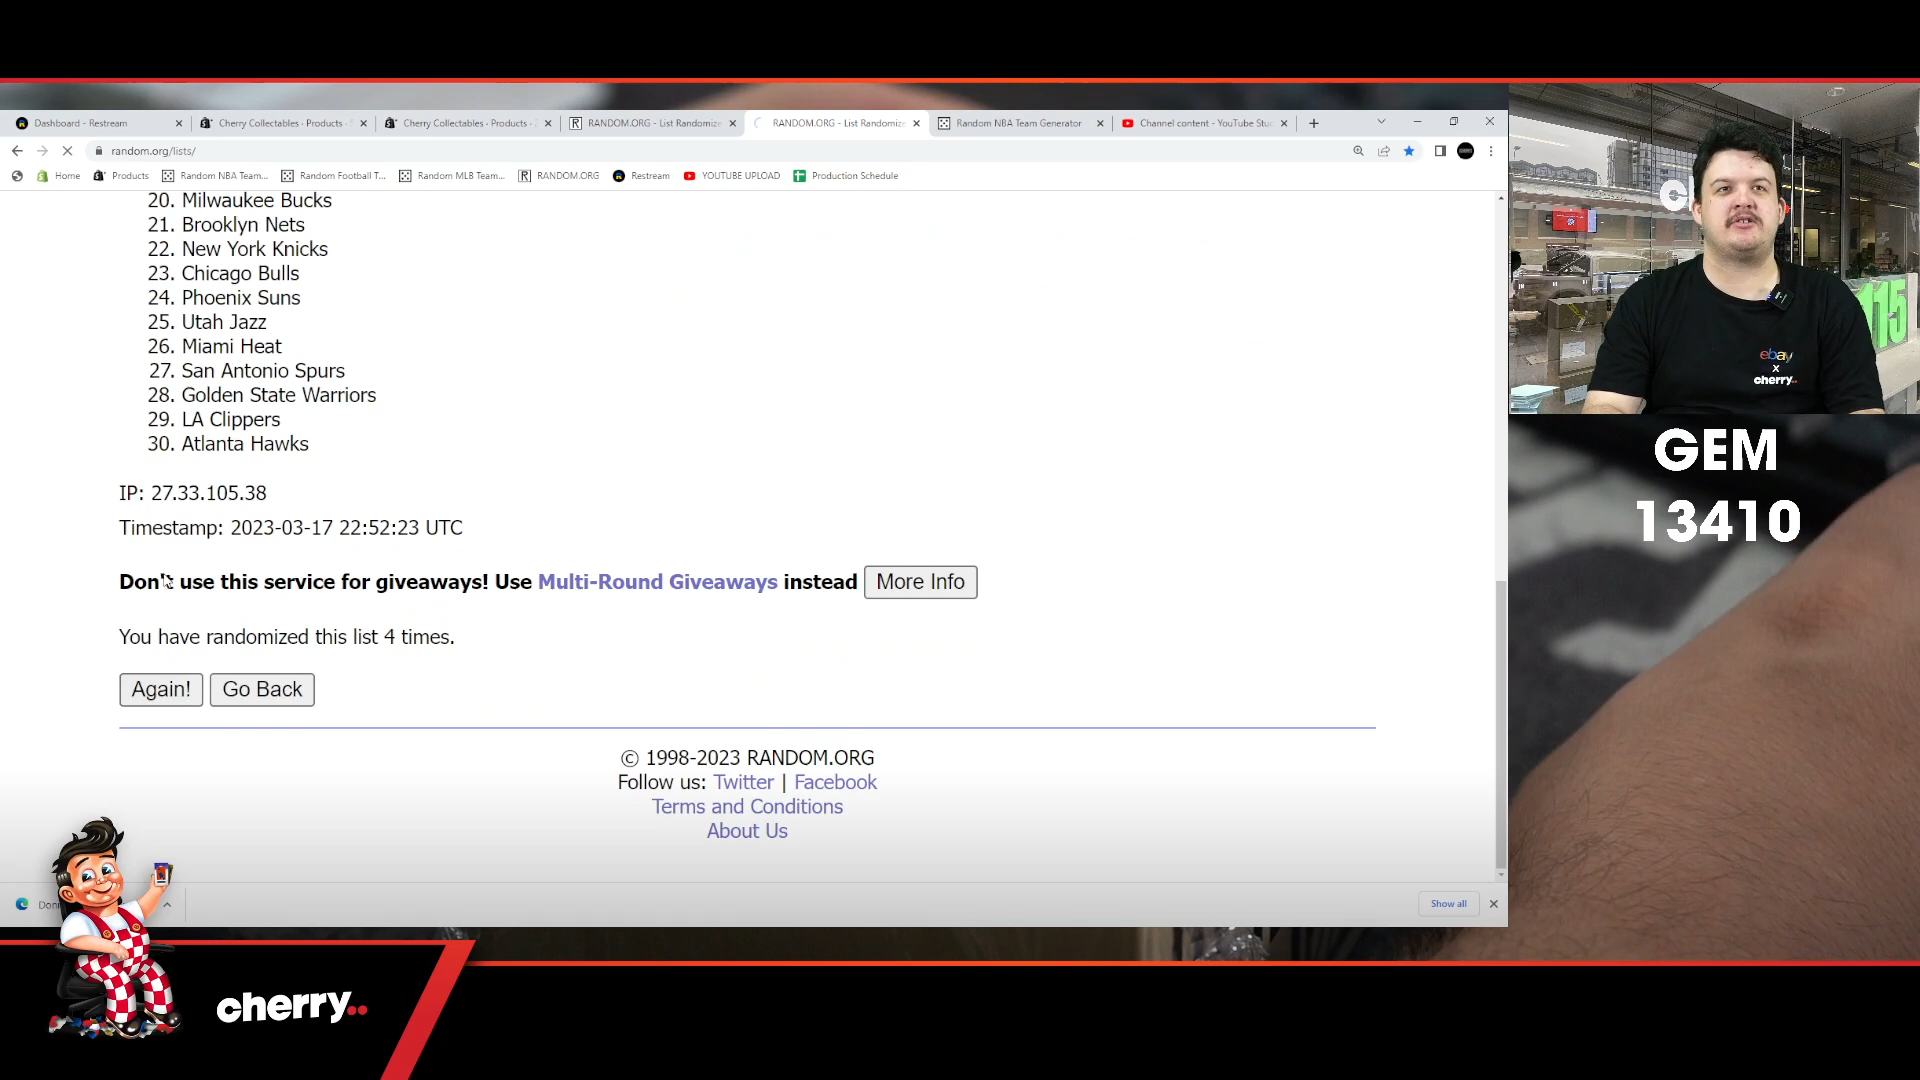 Dashboard - Restream
Cherry Collectables · Products ·
Cherry Collectables · Products ·
RANDOM.ORG - List Randomize
RANDOM.ORG - List Randomize
Random NBA Team Generator
Channel content - YouTube Stu
random.org/lists/
Home
Products
Random NBA Team...
Random Football T...
Random MLB Team...
RANDOM.ORG
Restream
YOUTUBE UPLOAD
Production Schedule
20. Milwaukee Bucks
21. Brooklyn Nets
22. New York Knicks
23. Chicago Bulls
24. Phoenix Suns
25. Utah Jazz
26. Miami Heat
27. San Antonio Spurs
28. Golden State Warriors
29. LA Clippers
30. Atlanta Hawks
IP: 27.33.105.38
Timestamp: 2023-03-17 22:52:23 UTC
Don't use this service for giveaways! Use Multi-Round Giveaways instead More Info
You have randomized this list 4 times.
Again! Go Back
© 1998-2023 RANDOM.ORG
Follow us: Twitter | Facebook
Terms and Conditions
About Us
Show all
ebay
x
cherry..
115
GEM
13410
cherry..